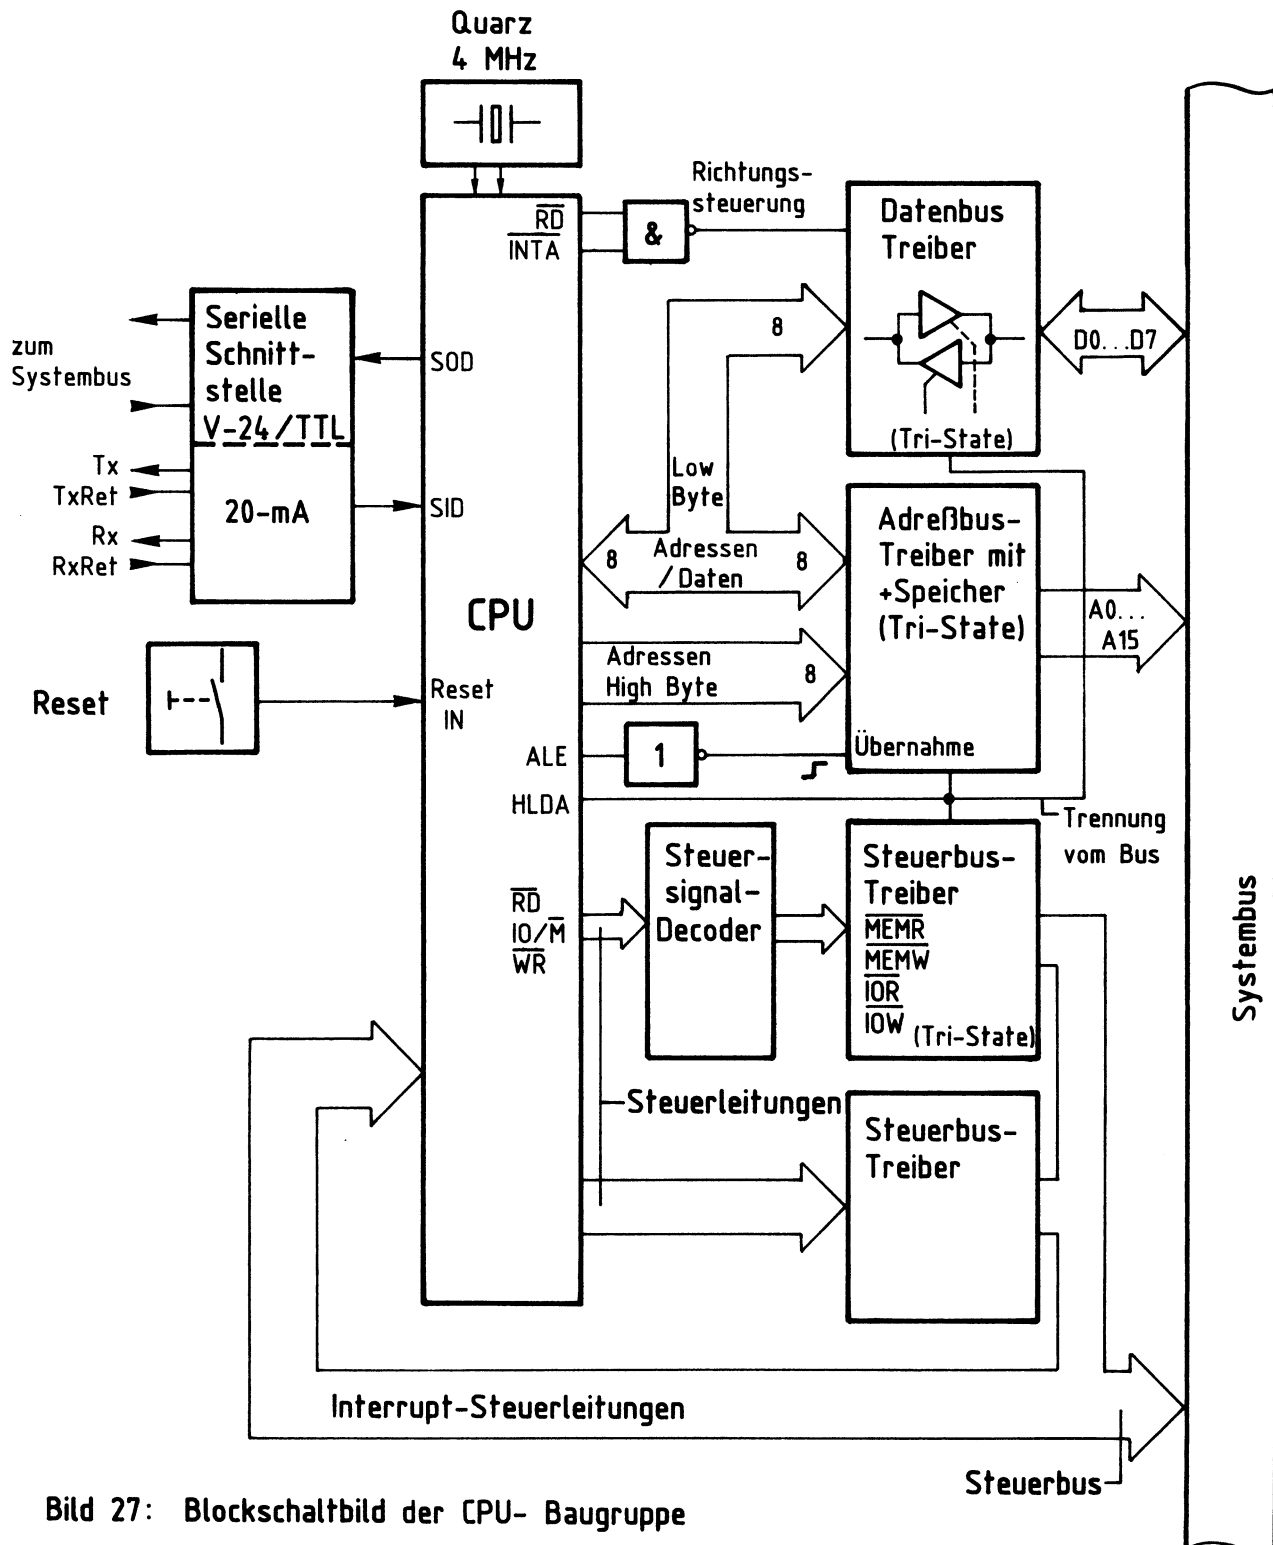 Quarz
4 MHz
Richtungs-
steuerung
RD
INTA
&
Datenbus
Treiber
8
D0...D7
(Tri-State)
Serielle
Schnitt-
stelle
V-24/TTL
20-mA
zum
Systembus
Tx
TxRet
Rx
RxRet
SOD
SID
Low
Byte
8
Adressen
/Daten
8
Adreßbus-
Treiber mit
+Speicher
(Tri-State)
A0...
A15
CPU
Adressen
High Byte
8
Reset
Reset
IN
ALE
1
Übernahme
HLDA
Trennung
vom Bus
Steuer-
signal-
Decoder
RD
IO/M
WR
Steuerbus-
Treiber
MEMR
MEMW
IOR
IOW
(Tri-State)
Systembus
Steuerleitungen
Steuerbus-
Treiber
Interrupt-Steuerleitungen
Steuerbus
Bild 27: Blockschaltbild der CPU- Baugruppe